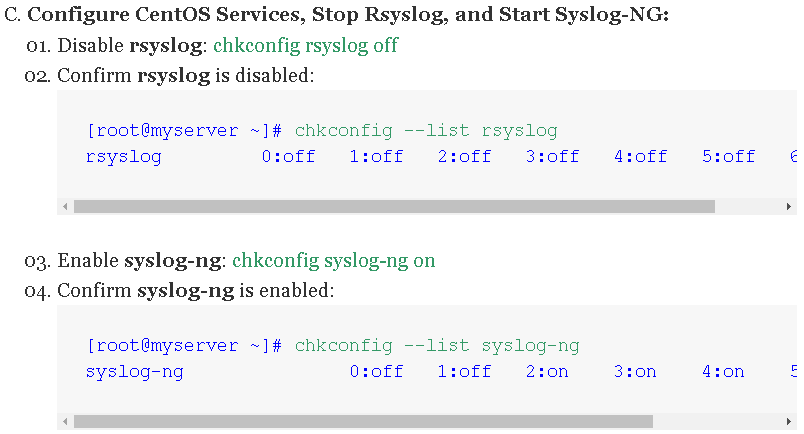 C. Configure CentOS Services, Stop Rsyslog, and Start Syslog-NG:
01. Disable rsyslog: chkconfig rsyslog off
02. Confirm rsyslog is disabled:
[root@myserver ~]# chkconfig --list rsyslog
rsyslog 0:off 1:off 2:off 3:off 4:off 5:off
03. Enable syslog-ng: chkconfig syslog-ng on
04. Confirm syslog-ng is enabled:
[root@myserver ~]# chkconfig --list syslog-ng
syslog-ng 0:off 1:off 2:on 3:on 4:on